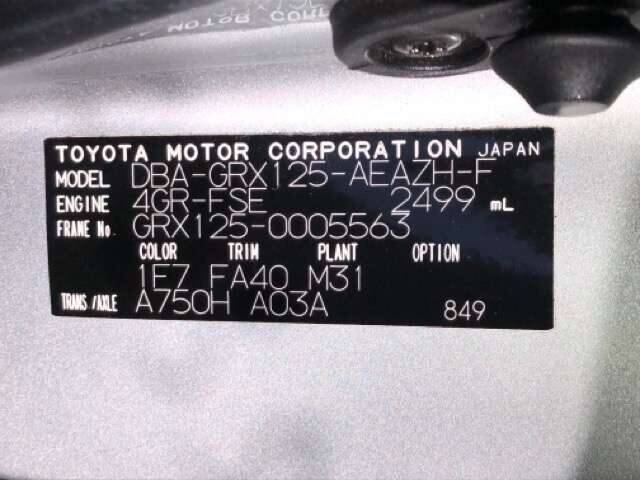 TOYOTA MOTOR CORPORATION JAPAN
MODEL DBA-GRX125-AEAZH-F
ENGINE 4GR-FSE 2499 mL
FRAME No. GRX125-0005563
COLOR TRIM PLANT OPTION
1E7 FA40 M31
TRANS/AXLE A750H A03A 849